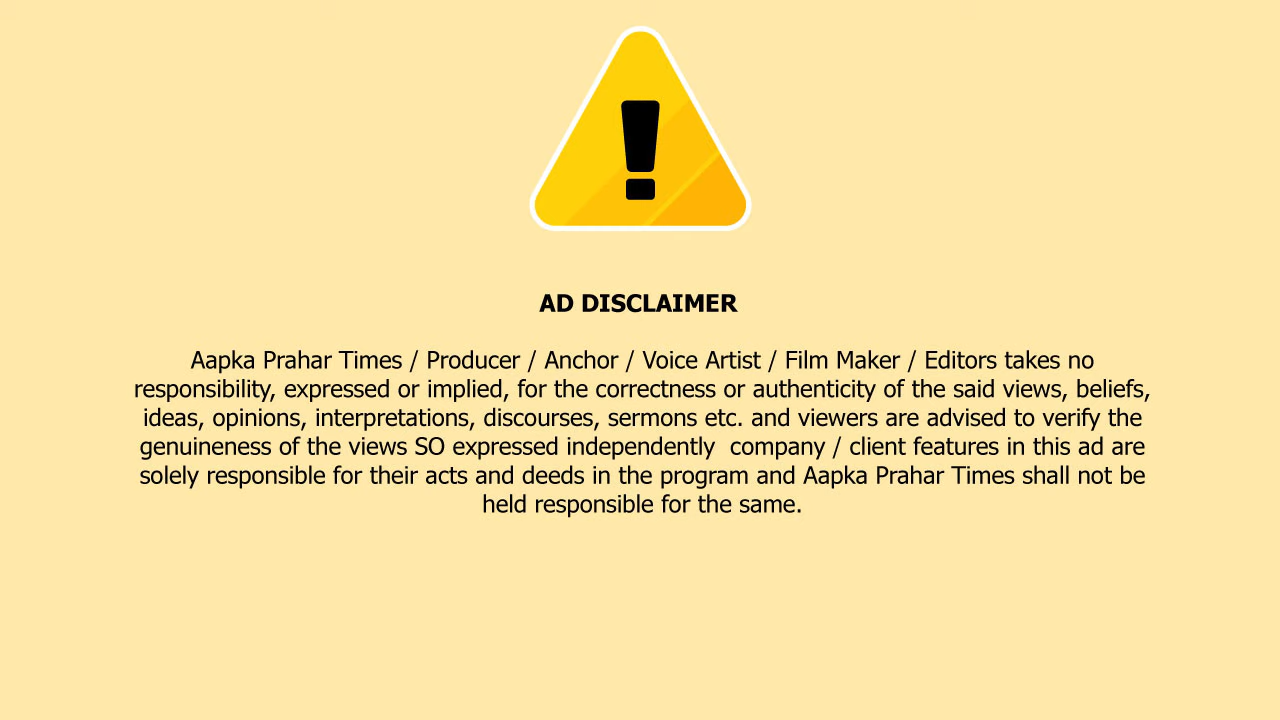 AD DISCLAIMER
Aapka Prahar Times / Producer / Anchor / Voice Artist / Film Maker / Editors takes no
responsibility, expressed or implied, for the correctness or authenticity of the said views, beliefs,
ideas, opinions, interpretations, discourses, sermons etc. and viewers are advised to verify the
genuineness of the views SO expressed independently  company / client features in this ad are
solely responsible for their acts and deeds in the program and Aapka Prahar Times shall not be
held responsible for the same.